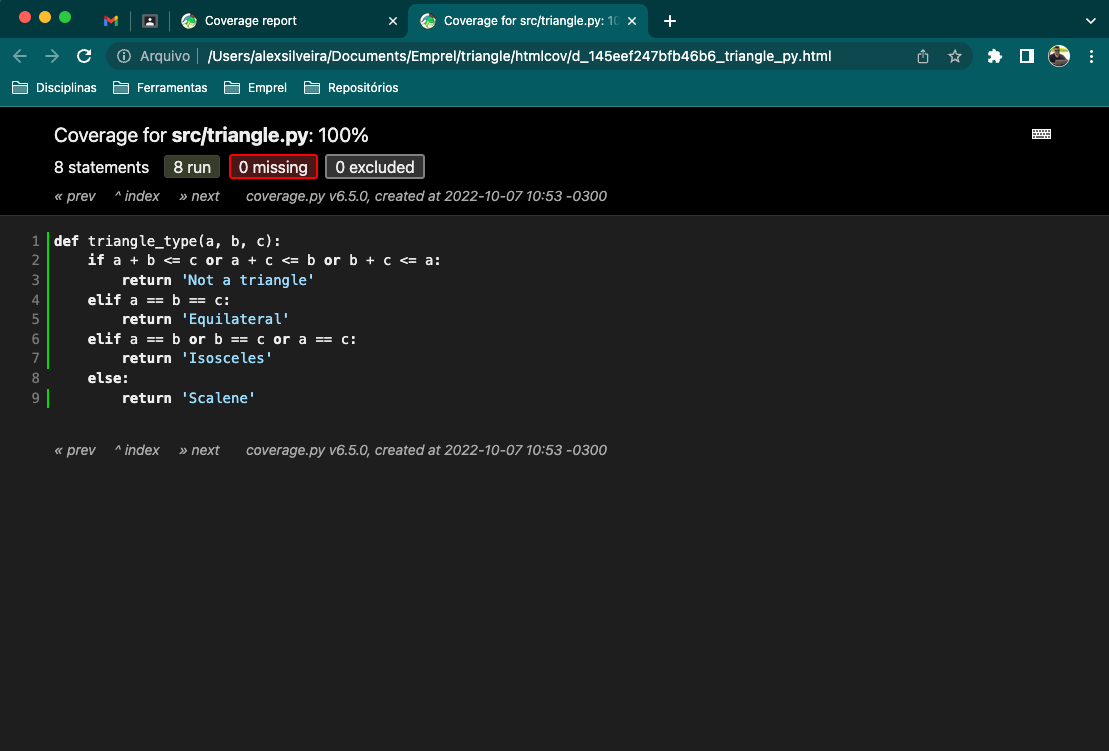 Coverage report
Coverage for src/triangle.py: 10
Arquivo /Users/alexsilveira/Documents/Emprel/triangle/htmlcov/d_145eef247bfb46b6_triangle_py.html
Disciplinas Ferramentas Emprel Repositórios
Coverage for src/triangle.py: 100%
8 statements 8 run 0 missing 0 excluded
« prev ^ index » next coverage.py v6.5.0, created at 2022-10-07 10:53 -0300
1 def triangle_type(a, b, c):
2     if a + b <= c or a + c <= b or b + c <= a:
3         return 'Not a triangle'
4     elif a == b == c:
5         return 'Equilateral'
6     elif a == b or b == c or a == c:
7         return 'Isosceles'
8     else:
9         return 'Scalene'
« prev ^ index » next coverage.py v6.5.0, created at 2022-10-07 10:53 -0300